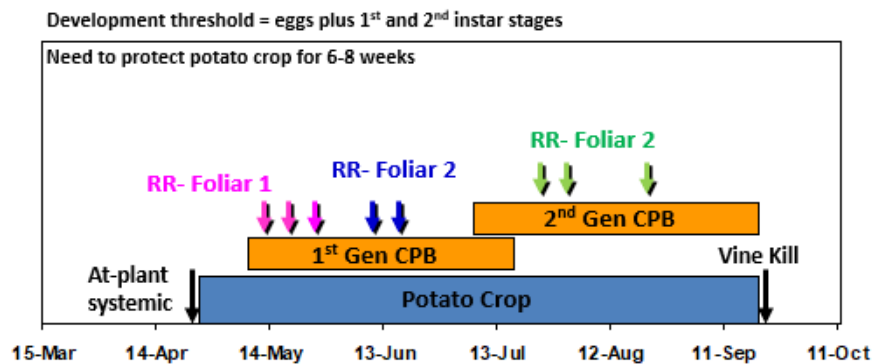 Development threshold = eggs plus 1st and 2nd instar stages
Need to protect potato crop for 6-8 weeks
RR- Foliar 2
RR- Foliar 1
RR- Foliar 2
2nd Gen CPB
1st Gen CPB
Vine Kill
At-plant
systemic
Potato Crop
15-Mar 14-Apr 14-May 13-Jun 13-Jul 12-Aug 11-Sep 11-Oct